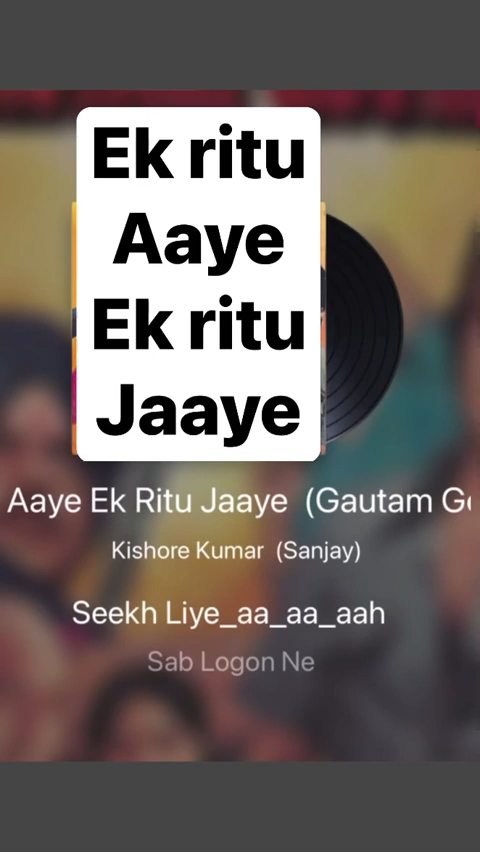 Ek ritu
Aaye
Ek ritu
Jaaye
Aaye Ek Ritu Jaaye (Gautam Go
Kishore Kumar (Sanjay)
Seekh Liye_aa_aa_aah
Sab Logon Ne